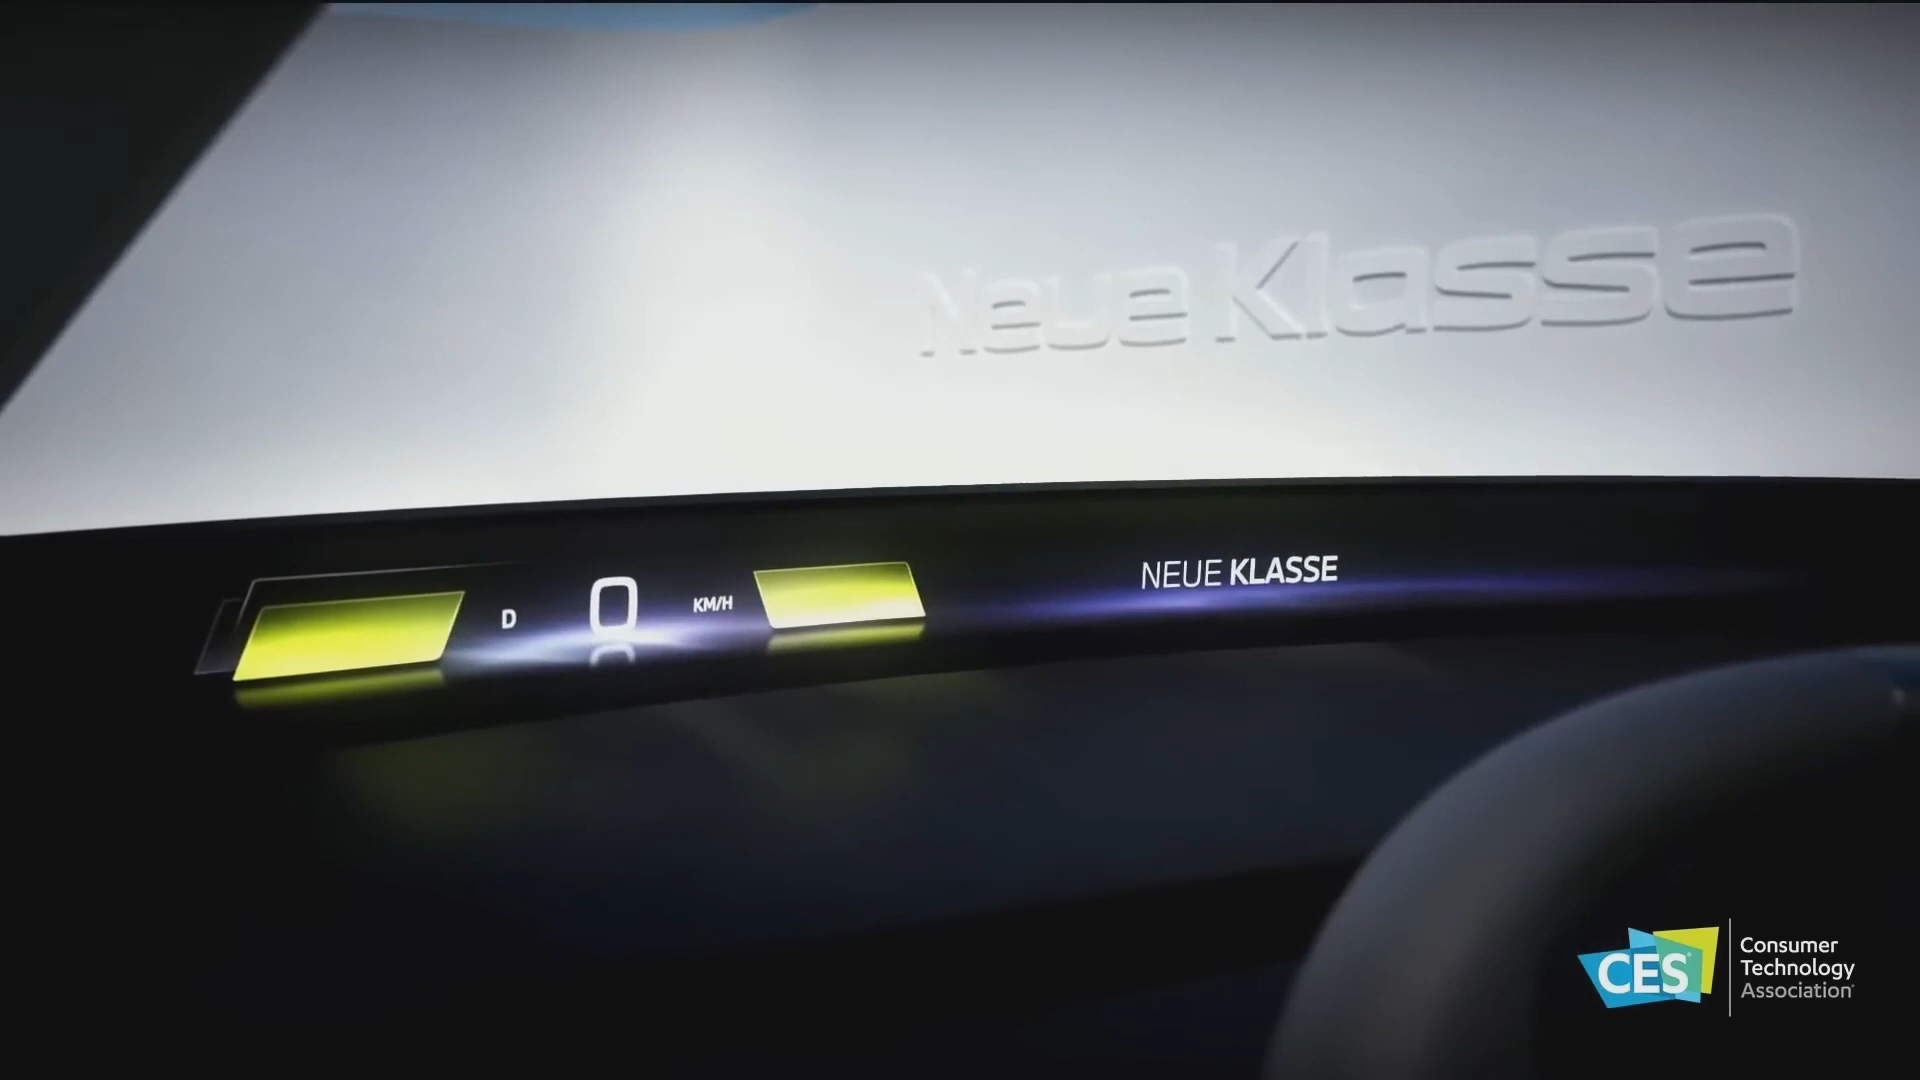 Neue Klasse
D 0 KM/H
NEUE KLASSE
CES
Consumer
Technology
Association